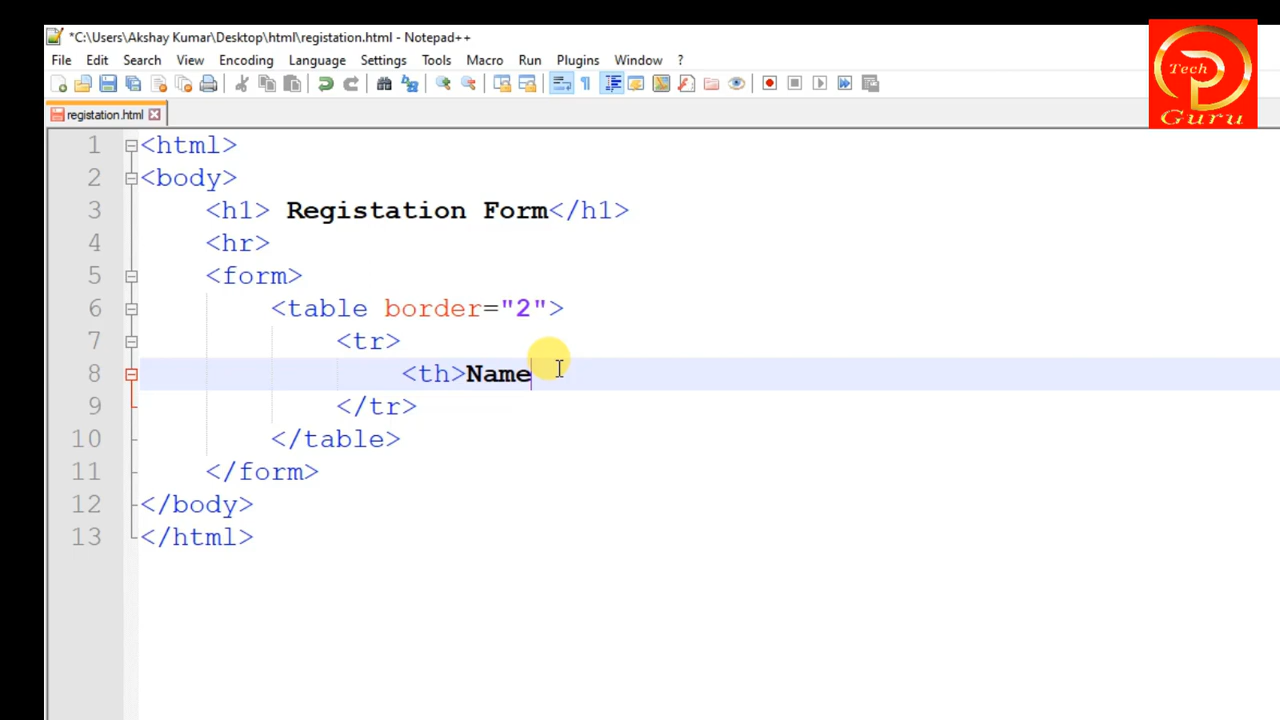 *C:\Users\Akshay Kumar\Desktop\html\registation.html - Notepad++
File Edit Search View Encoding Language Settings Tools Macro Run Plugins Window ?
registation.html
Tech
Guru
1 <html>
2 <body>
3 <h1> Registation Form</h1>
4 <hr>
5 <form>
6 <table border="2">
7 <tr>
8 <th>Name
9 </tr>
10 </table>
11 </form>
12 </body>
13 </html>